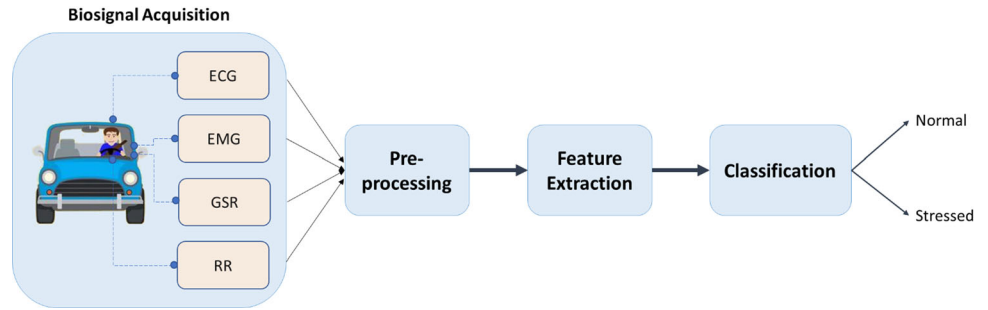 Biosignal Acquisition
ECG
EMG
GSR
RR
Pre-
processing
Feature
Extraction
Classification
Normal
Stressed